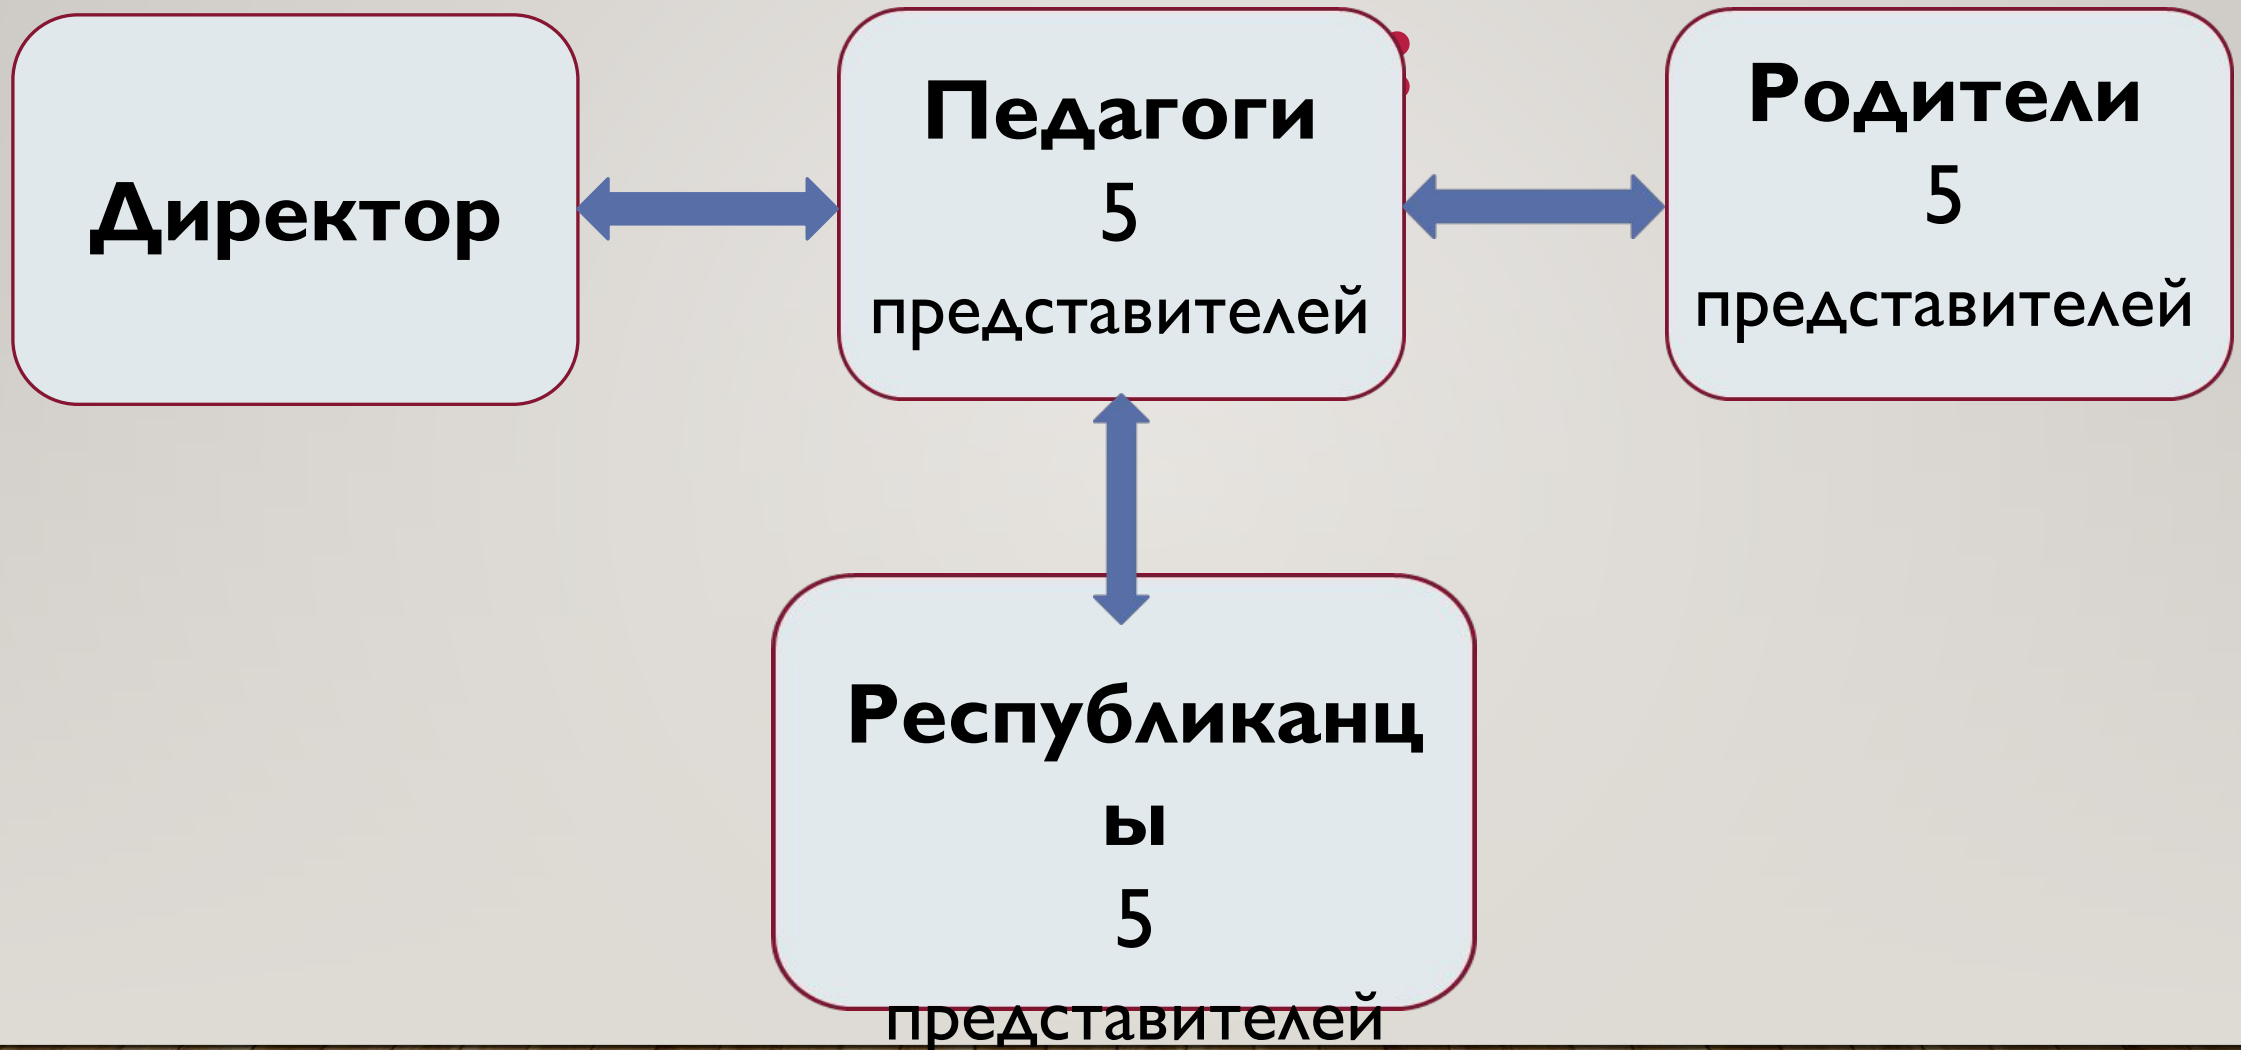 Директор
Педагоги
5
представителей
Родители
5
представителей
Республиканц
ы
5
представителей